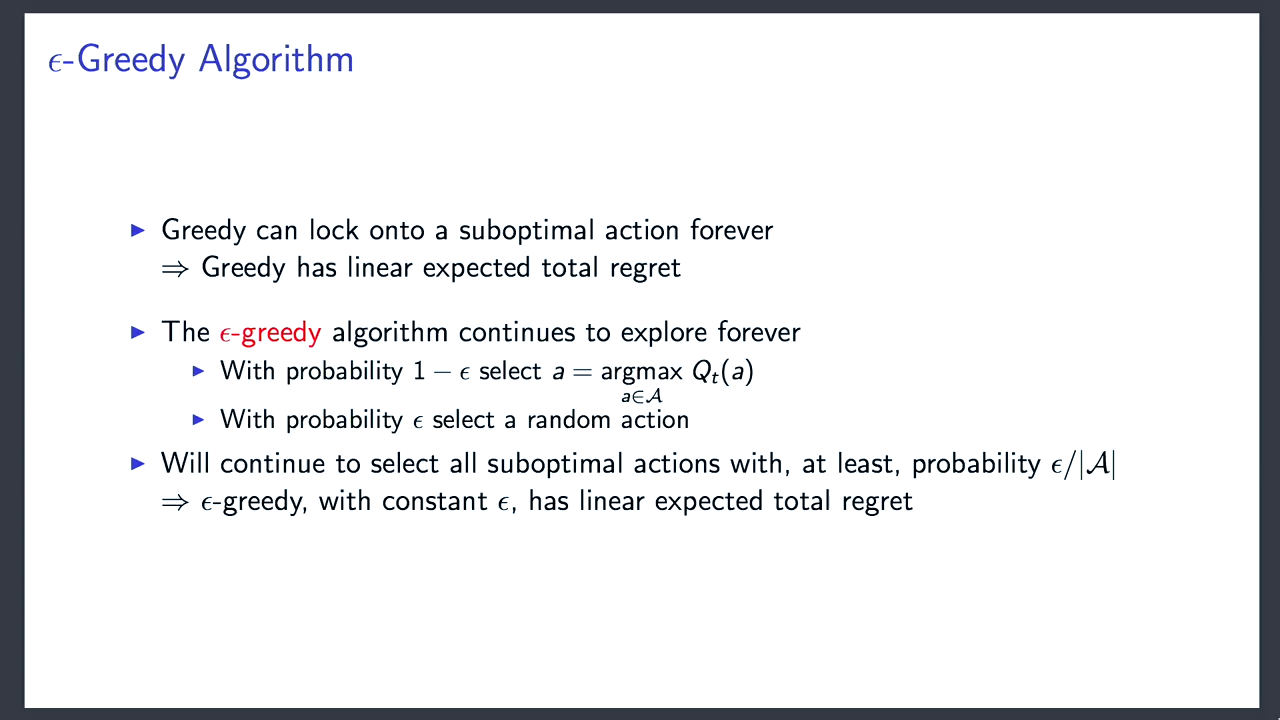 ϵ-Greedy Algorithm
▶ Greedy can lock onto a suboptimal action forever
⇒ Greedy has linear expected total regret
▶ The ϵ-greedy algorithm continues to explore forever
▶ With probability 1 − ϵ select a = argmax Qₜ(a)
a∈𝒜
▶ With probability ϵ select a random action
▶ Will continue to select all suboptimal actions with, at least, probability ϵ/|𝒜|
⇒ ϵ-greedy, with constant ϵ, has linear expected total regret